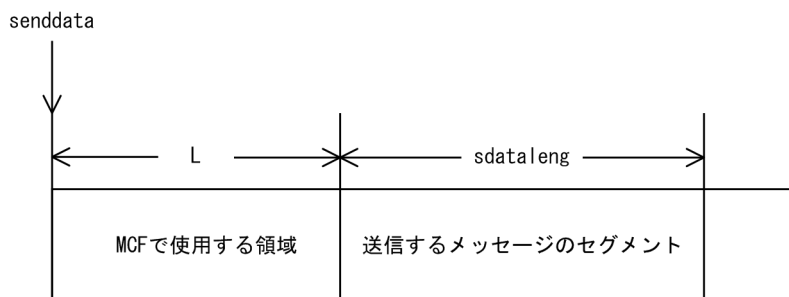 senddata
L
sdataleng
MCFで使用する領域
送信するメッセージのセグメント